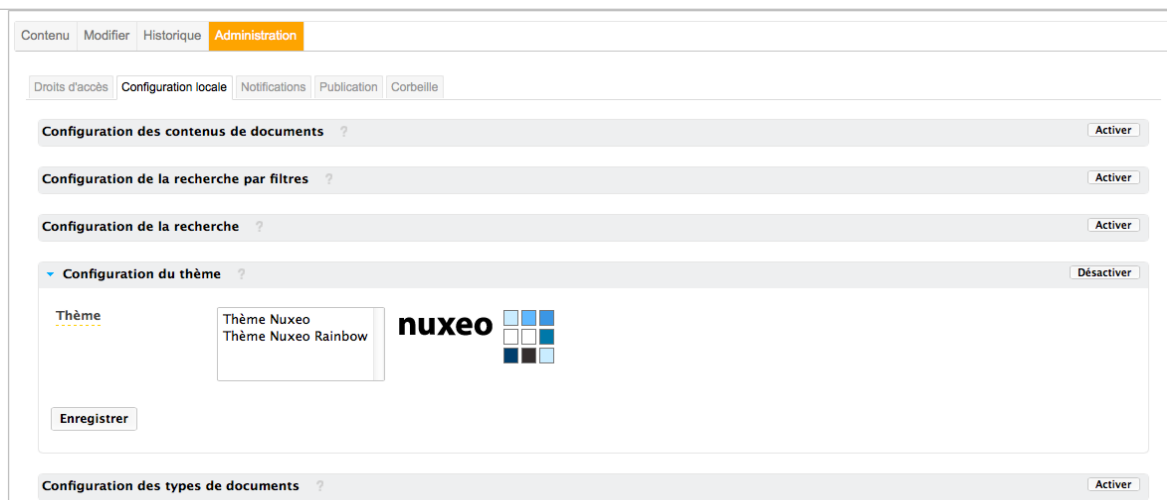 Contenu Modifier Historique Administration
Droits d'accès Configuration locale Notifications Publication Corbeille
Configuration des contenus de documents ? Activer
Configuration de la recherche par filtres ? Activer
Configuration de la recherche ? Activer
Configuration du thème ? Désactiver
Thème
Thème Nuxeo
Thème Nuxeo Rainbow
nuxeo
Enregistrer
Configuration des types de documents ? Activer